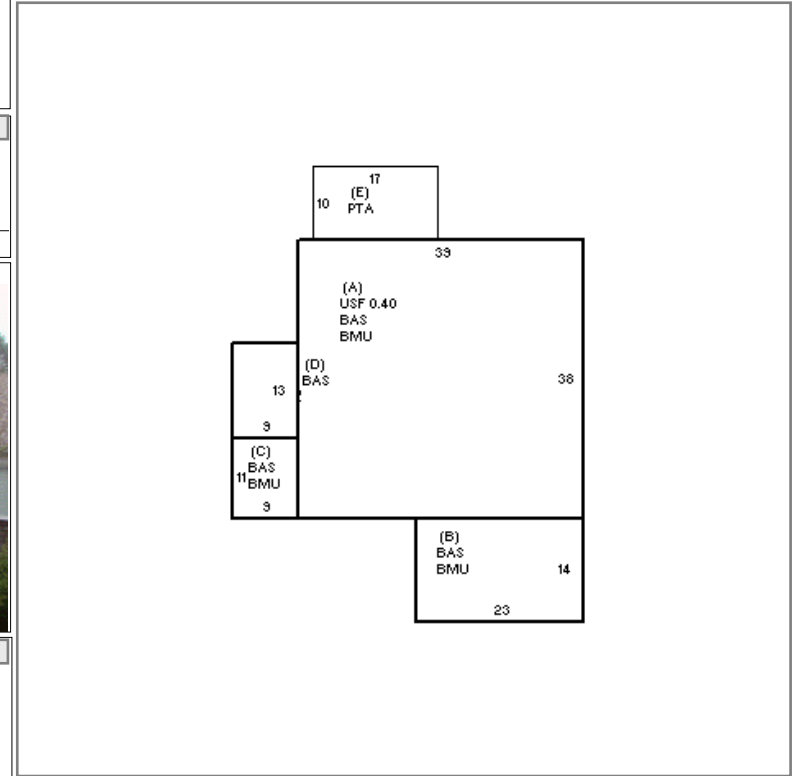 17
(E)
10
PTA
39
(A)
USF 0.40
BAS
BMU
(D)
BAS
38
13
9
(C)
BAS
11
BMU
9
(B)
BAS
BMU
14
23